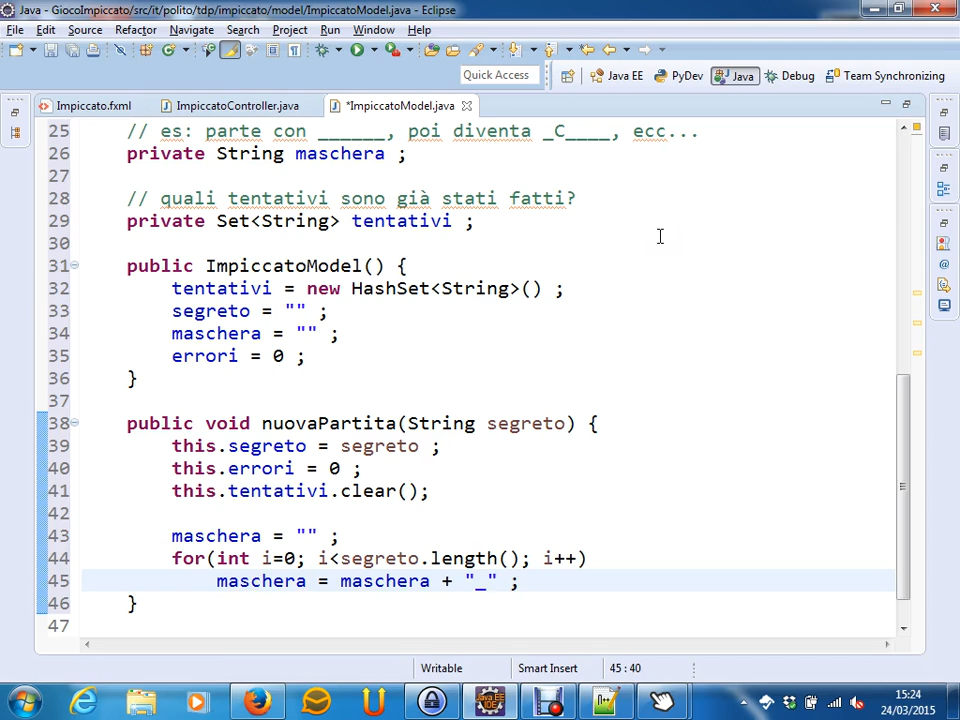 Java - GiocoImpiccato/src/it/polito/tdp/impiccato/model/ImpiccatoModel.java - Eclipse
File Edit Source Refactor Navigate Search Project Run Window Help
Quick Access Java EE PyDev Java Debug Team Synchronizing
Impiccato.fxml ImpiccatoController.java *ImpiccatoModel.java
25 // es: parte con ______, poi diventa _C____, ecc...
26 private String maschera ;
27
28 // quali tentativi sono già stati fatti?
29 private Set<String> tentativi ;
30
31 public ImpiccatoModel() {
32 tentativi = new HashSet<String>() ;
33 segreto = "" ;
34 maschera = "" ;
35 errori = 0 ;
36 }
37
38 public void nuovaPartita(String segreto) {
39 this.segreto = segreto ;
40 this.errori = 0 ;
41 this.tentativi.clear();
42
43 maschera = "" ;
44 for(int i=0; i<segreto.length(); i++)
45 maschera = maschera + "_" ;
46 }
47
Writable Smart Insert 45 : 40
15:24
24/03/2015